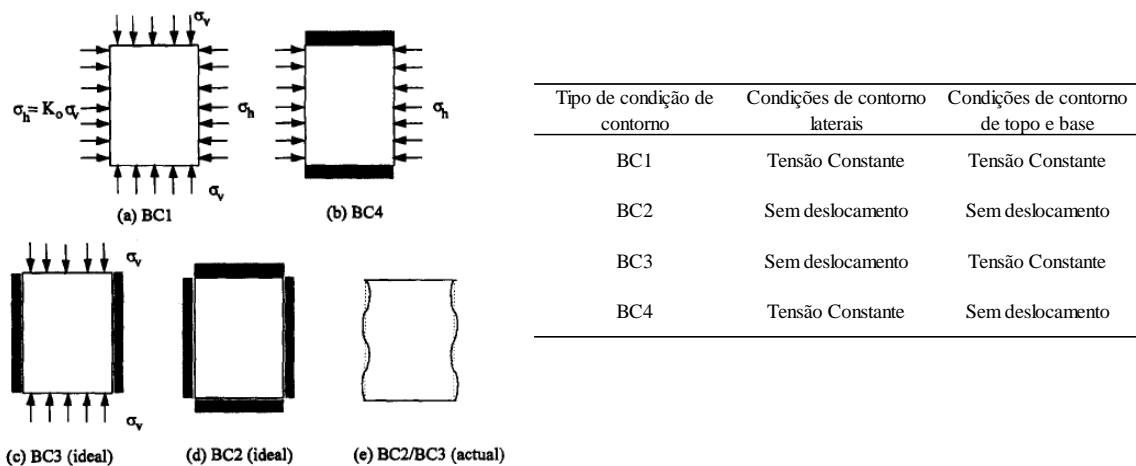 σv
σh = Ko σv
σh
σv
(a) BC1
σh
(b) BC4
σv
σv
(c) BC3 (ideal)
(d) BC2 (ideal)
(e) BC2/BC3 (actual)
Tipo de condição de contorno
Condições de contorno laterais
Condições de contorno de topo e base
BC1 Tensão Constante Tensão Constante
BC2 Sem deslocamento Sem deslocamento
BC3 Sem deslocamento Tensão Constante
BC4 Tensão Constante Sem deslocamento